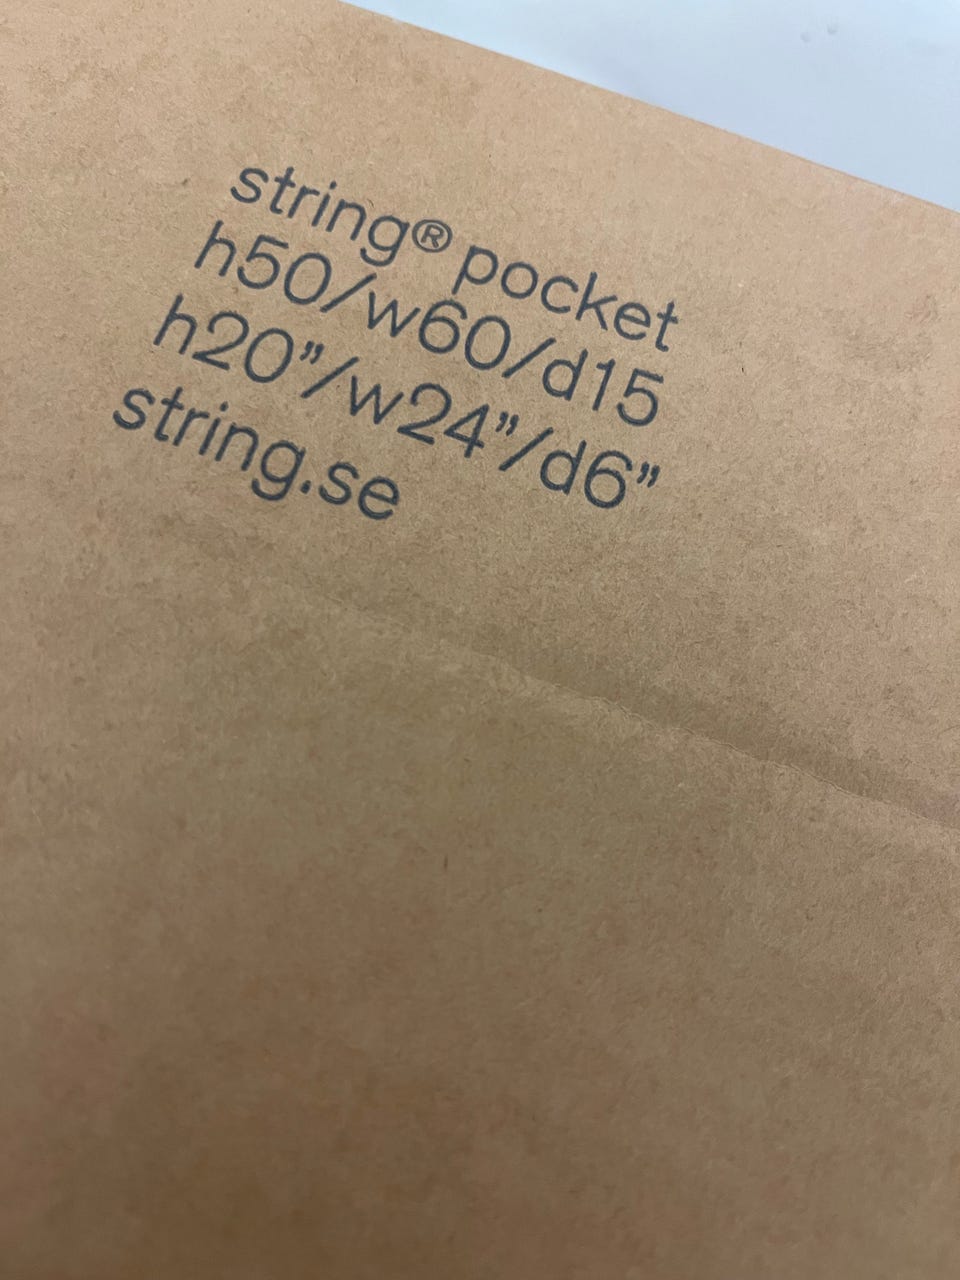 string® pocket
h50/w60/d15
h20”/w24”/d6”
string.se